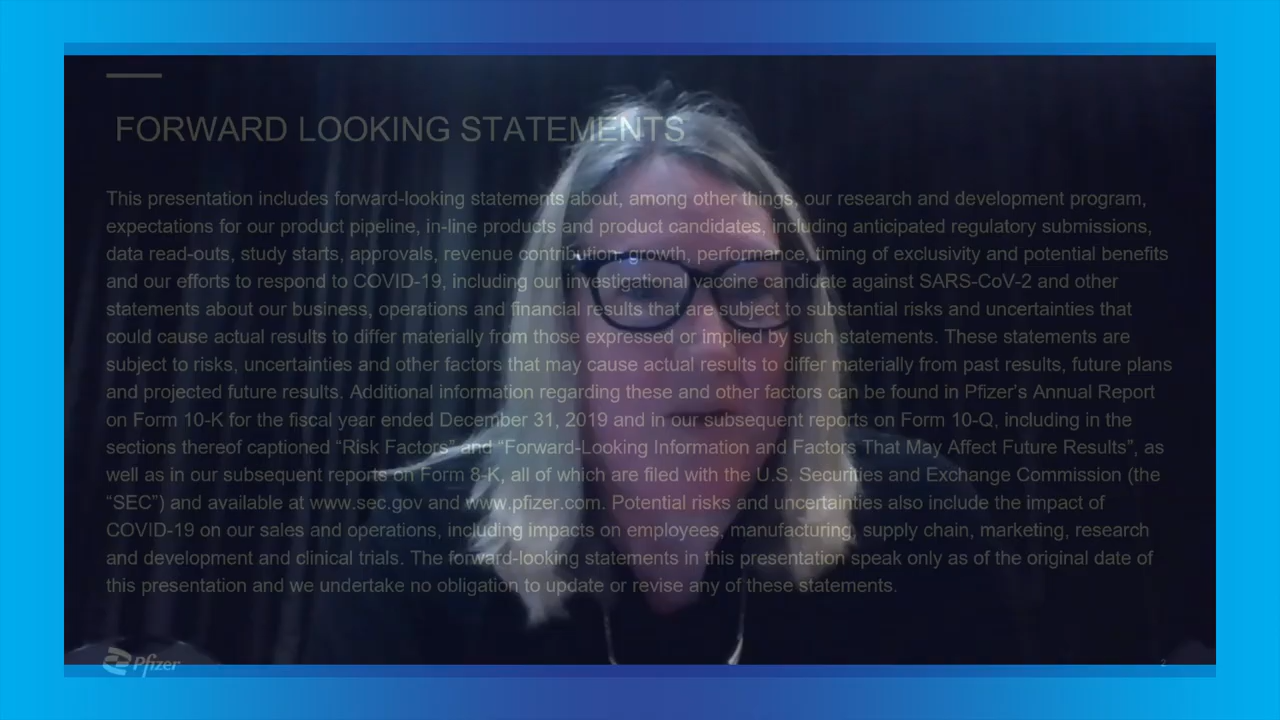 FORWARD LOOKING STATEMENTS
This presentation includes forward-looking statements about, among other things, our research and development program,
expectations for our product pipeline, in-line products and product candidates, including anticipated regulatory submissions,
data read-outs, study starts, approvals, revenue contribution, growth, performance, timing of exclusivity and potential benefits
and our efforts to respond to COVID-19, including our investigational vaccine candidate against SARS-CoV-2 and other
statements about our business, operations and financial results that are subject to substantial risks and uncertainties that
could cause actual results to differ materially from those expressed or implied by such statements. These statements are
subject to risks, uncertainties and other factors that may cause actual results to differ materially from past results, future plans
and projected future results. Additional information regarding these and other factors can be found in Pfizer's Annual Report
on Form 10-K for the fiscal year ended December 31, 2019 and in our subsequent reports on Form 10-Q, including in the
sections thereof captioned “Risk Factors” and “Forward-Looking Information and Factors That May Affect Future Results”, as
well as in our subsequent reports on Form 8-K, all of which are filed with the U.S. Securities and Exchange Commission (the
“SEC”) and available at www.sec.gov and www.pfizer.com. Potential risks and uncertainties also include the impact of
COVID-19 on our sales and operations, including impacts on employees, manufacturing, supply chain, marketing, research
and development and clinical trials. The forward-looking statements in this presentation speak only as of the original date of
this presentation and we undertake no obligation to update or revise any of these statements.
Pfizer
2